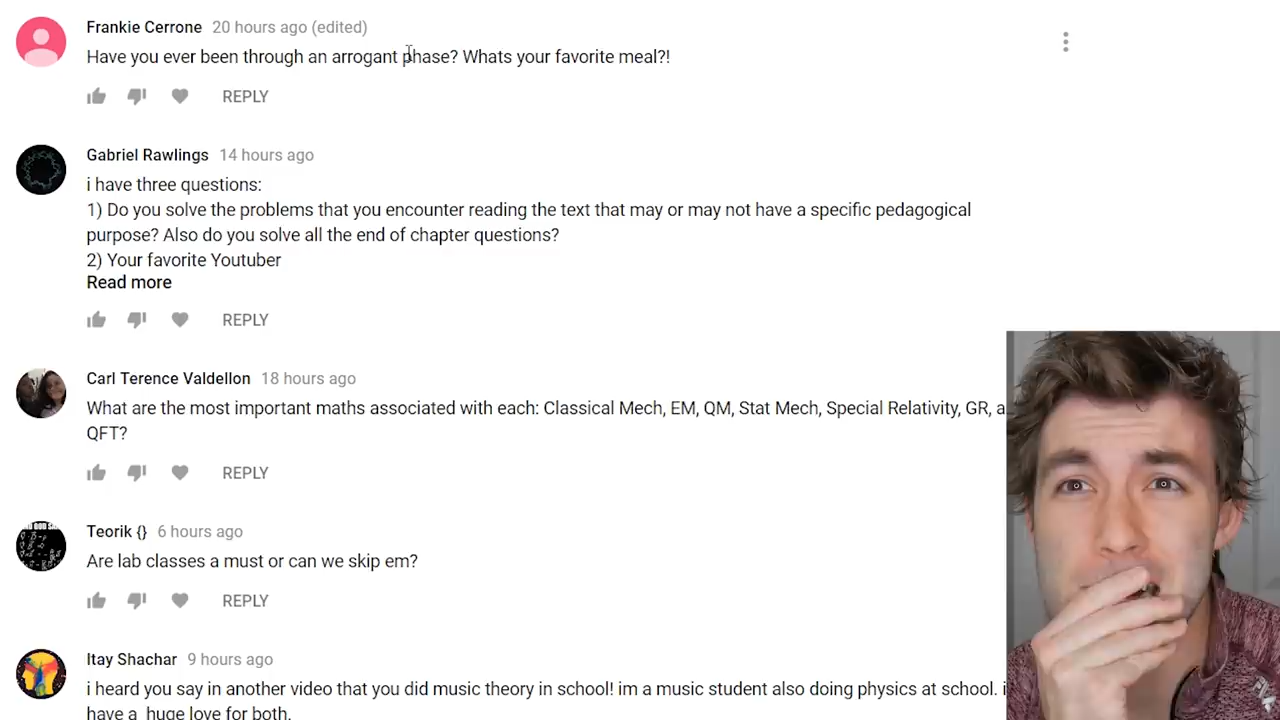 Frankie Cerrone 20 hours ago (edited)
Have you ever been through an arrogant phase? Whats your favorite meal?!
REPLY
Gabriel Rawlings 14 hours ago
i have three questions:
1) Do you solve the problems that you encounter reading the text that may or may not have a specific pedagogical
purpose? Also do you solve all the end of chapter questions?
2) Your favorite Youtuber
Read more
REPLY
Carl Terence Valdellon 18 hours ago
What are the most important maths associated with each: Classical Mech, EM, QM, Stat Mech, Special Relativity, GR, a
QFT?
REPLY
Teorik {} 6 hours ago
Are lab classes a must or can we skip em?
REPLY
Itay Shachar 9 hours ago
i heard you say in another video that you did music theory in school! im a music student also doing physics at school. i
have a huge love for both.